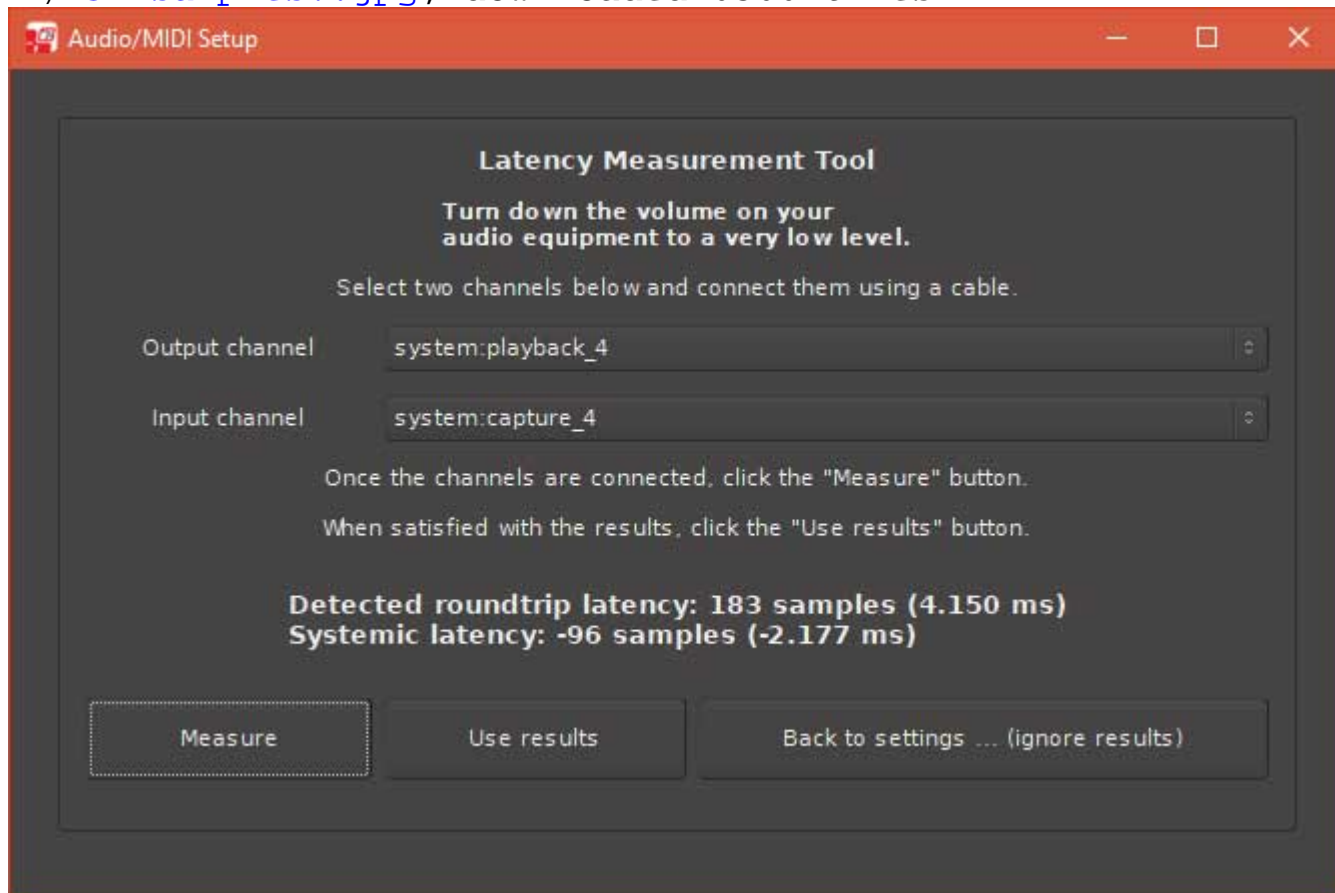 Audio/MIDI Setup
Latency Measurement Tool
Turn down the volume on your
audio equipment to a very low level.
Select two channels below and connect them using a cable.
Output channel system:playback_4
Input channel system:capture_4
Once the channels are connected, click the "Measure" button.
When satisfied with the results, click the "Use results" button.
Detected roundtrip latency: 183 samples (4.150 ms)
Systemic latency: -96 samples (-2.177 ms)
Measure Use results Back to settings ... (ignore results)